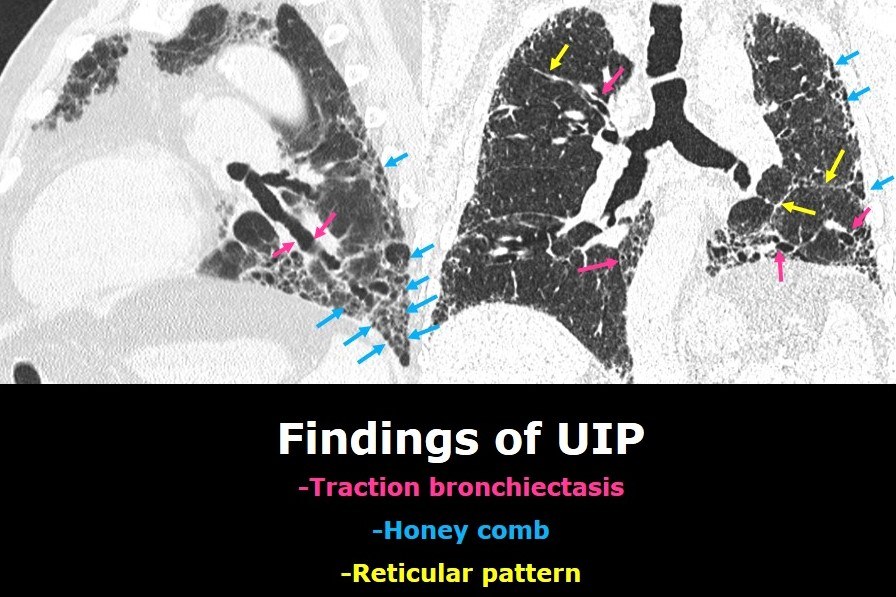 Findings of UIP
-Traction bronchiectasis
-Honey comb
-Reticular pattern